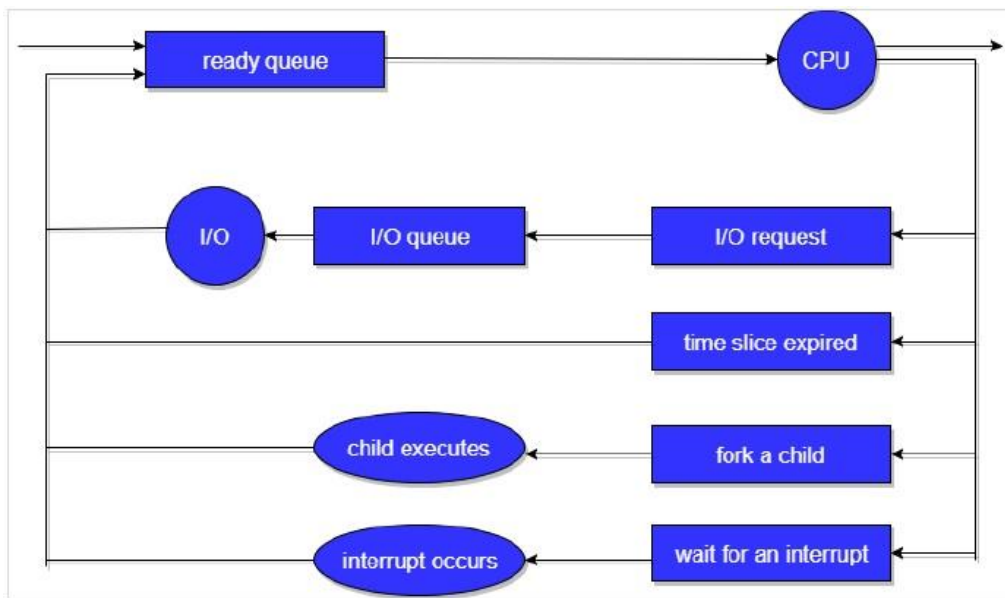 ready queue
CPU
I/O
I/O queue
I/O request
time slice expired
child executes
fork a child
interrupt occurs
wait for an interrupt